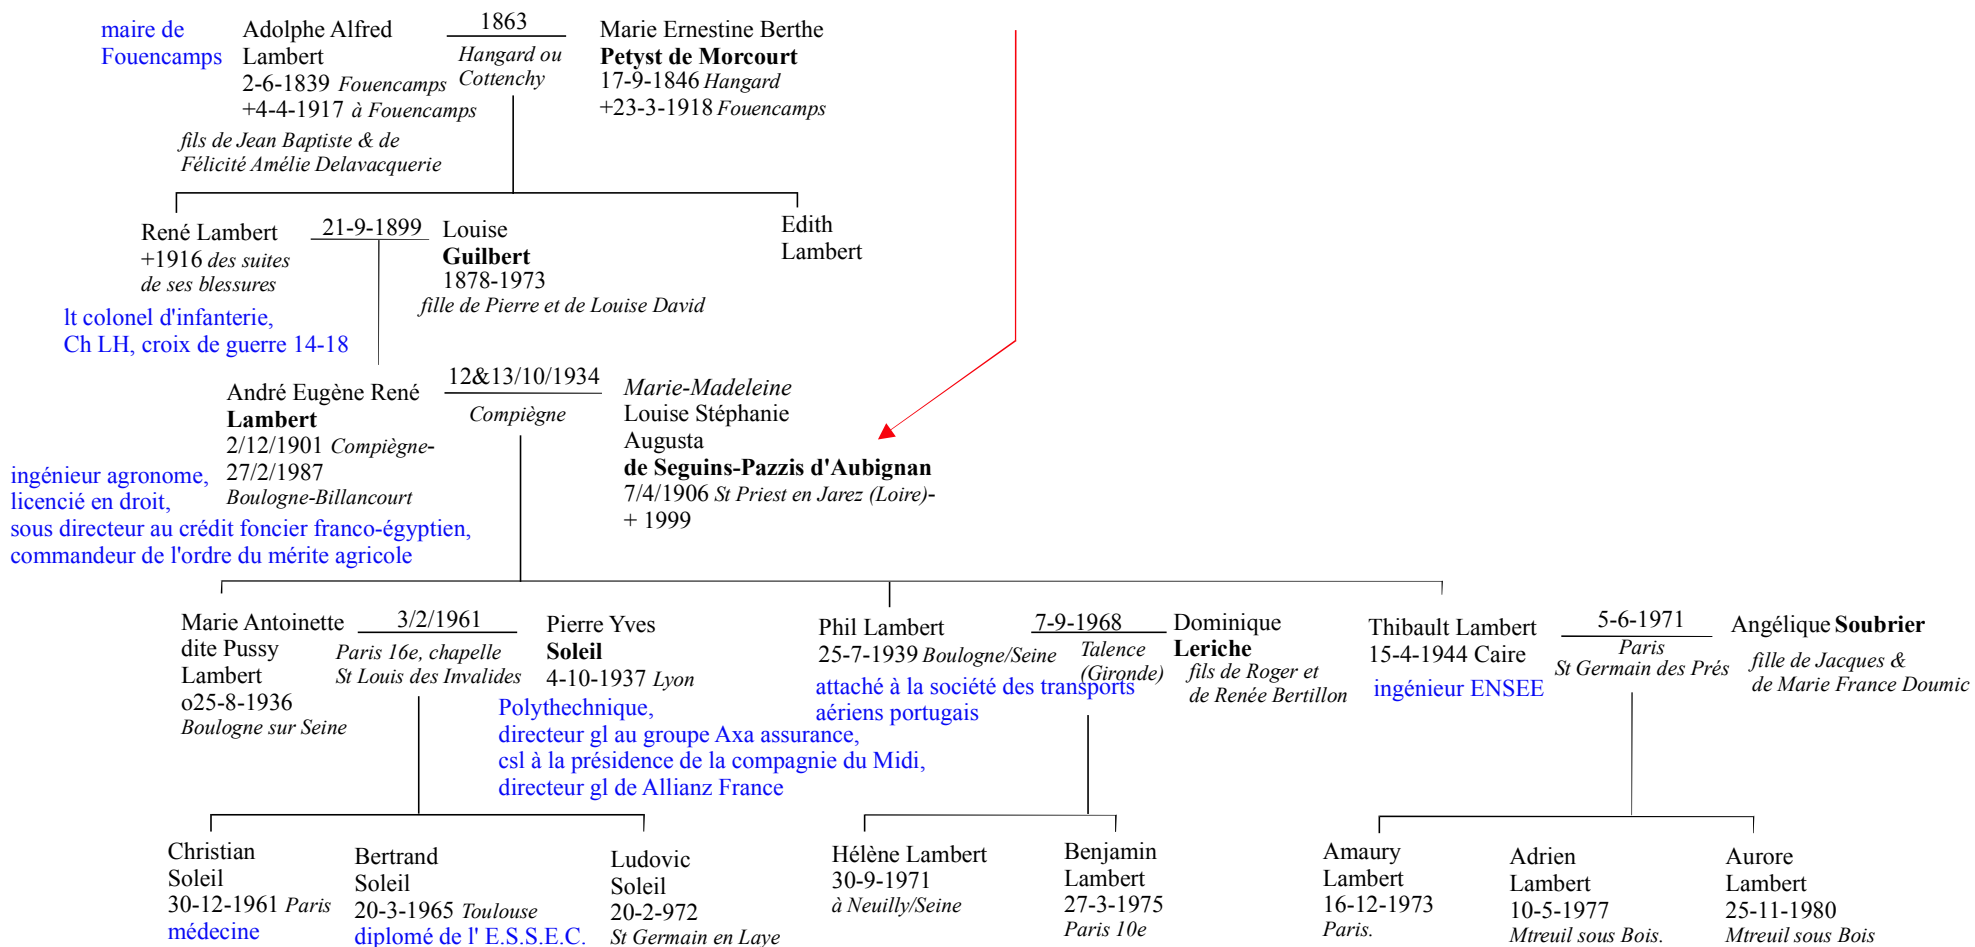 maire de
Fouencamps
Adolphe Alfred
Lambert
2-6-1839 Fouencamps
+4-4-1917 à Fouencamps
fils de Jean Baptiste & de
Félicité Amélie Delavacquerie
1863
Hangard ou
Cottenchy
Marie Ernestine Berthe
Petyst de Morcourt
17-9-1846 Hangard
+23-3-1918 Fouencamps
René Lambert
+1916 des suites
de ses blessures
lt colonel d'infanterie,
Ch LH, croix de guerre 14-18
21-9-1899
Louise
Guilbert
1878-1973
fille de Pierre et de Louise David
Edith
Lambert
André Eugène René
Lambert
2/12/1901 Compiègne-
27/2/1987
Boulogne-Billancourt
ingénieur agronome,
licencié en droit,
sous directeur au crédit foncier franco-égyptien,
commandeur de l'ordre du mérite agricole
12&13/10/1934
Compiègne
Marie-Madeleine
Louise Stéphanie
Augusta
de Seguins-Pazzis d'Aubignan
7/4/1906 St Priest en Jarez (Loire)-
+ 1999
Marie Antoinette
dite Pussy
Lambert
o25-8-1936
Boulogne sur Seine
3/2/1961
Paris 16e, chapelle
St Louis des Invalides
Pierre Yves
Soleil
4-10-1937 Lyon
Polythechnique,
directeur gl au groupe Axa assurance,
csl à la présidence de la compagnie du Midi,
directeur gl de Allianz France
Phil Lambert
25-7-1939 Boulogne/Seine
attaché à la société des transports
aériens portugais
7-9-1968
Talence
(Gironde)
Dominique
Leriche
fils de Roger et
de Renée Bertillon
Thibault Lambert
15-4-1944 Caire
ingénieur ENSEE
5-6-1971
Paris
St Germain des Prés
Angélique Soubrier
fille de Jacques &
de Marie France Doumic
Christian
Soleil
30-12-1961 Paris
médecine
Bertrand
Soleil
20-3-1965 Toulouse
diplomé de l' E.S.S.E.C.
Ludovic
Soleil
20-2-972
St Germain en Laye
Hélène Lambert
30-9-1971
à Neuilly/Seine
Benjamin
Lambert
27-3-1975
Paris 10e
Amaury
Lambert
16-12-1973
Paris.
Adrien
Lambert
10-5-1977
Mtreuil sous Bois.
Aurore
Lambert
25-11-1980
Mtreuil sous Bois